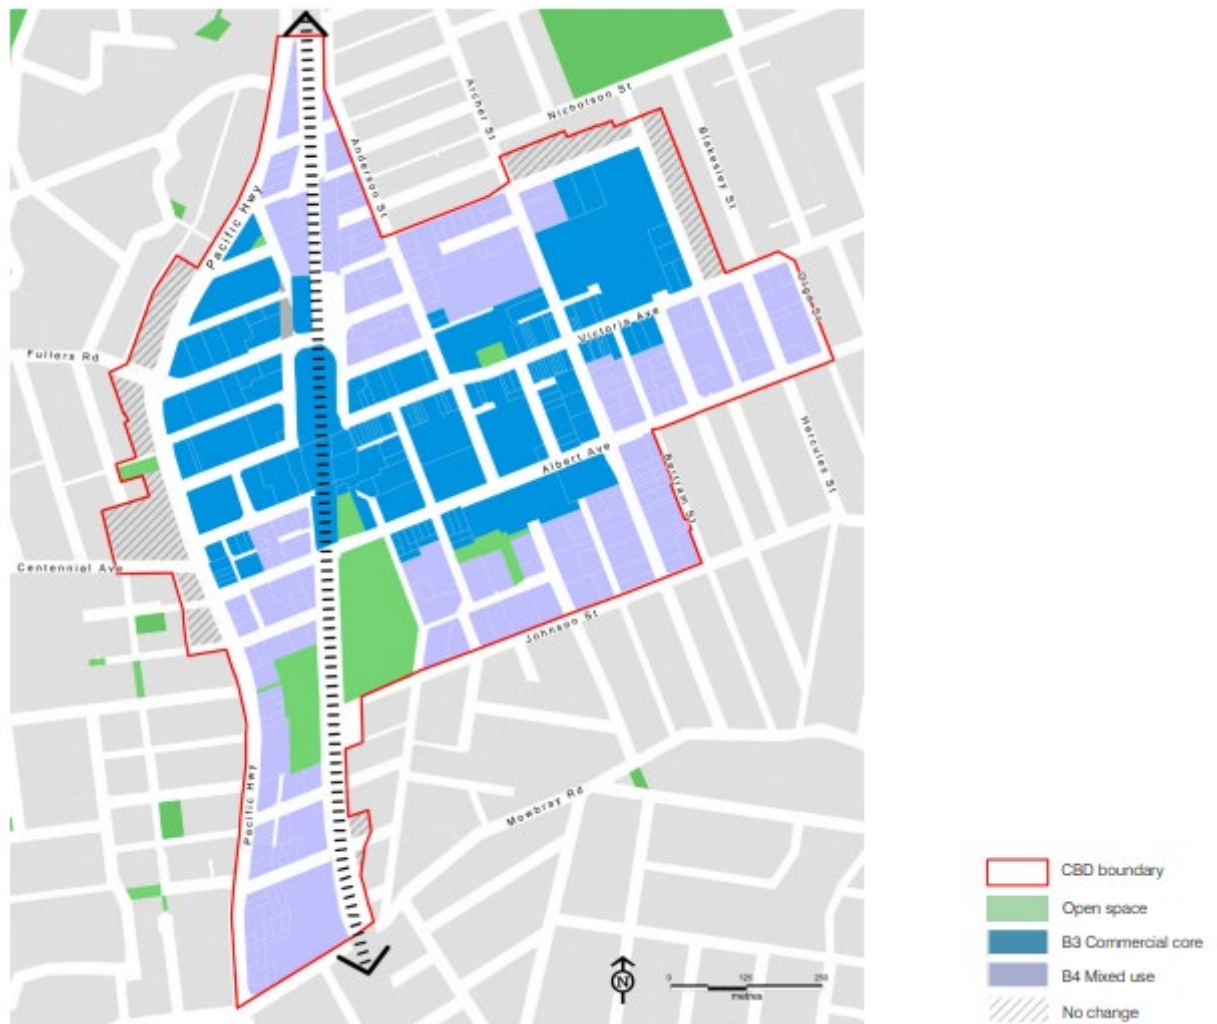 Archer St
Nicholson St
Blakesley St
Anderson St
Pacific Hwy
Olga St
Victoria Ave
Fullers Rd
Hercules St
Albert Ave
Bertram St
Centennial Ave
Johnson St
Pacific Hwy
Mowbray Rd
CBD boundary
Open space
B3 Commercial core
B4 Mixed use
No change
N
0 125 250
metres